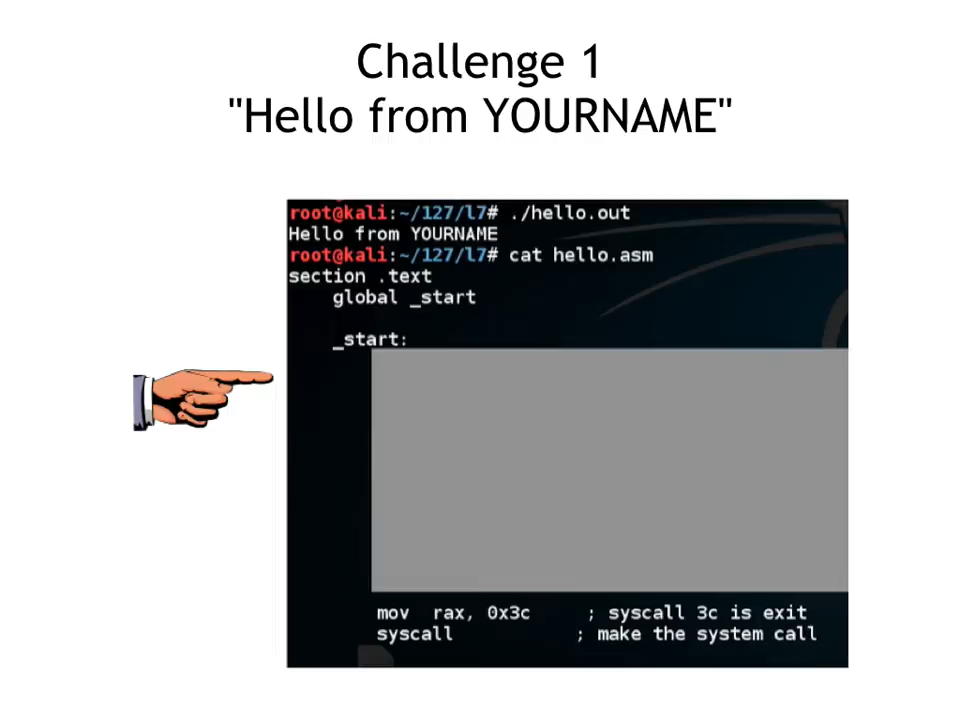 Challenge 1
"Hello from YOURNAME"
root@kali:~/127/l7# ./hello.out
Hello from YOURNAME
root@kali:~/127/l7# cat hello.asm
section .text
global _start
_start:
mov rax, 0x3c ; syscall 3c is exit
syscall ; make the system call